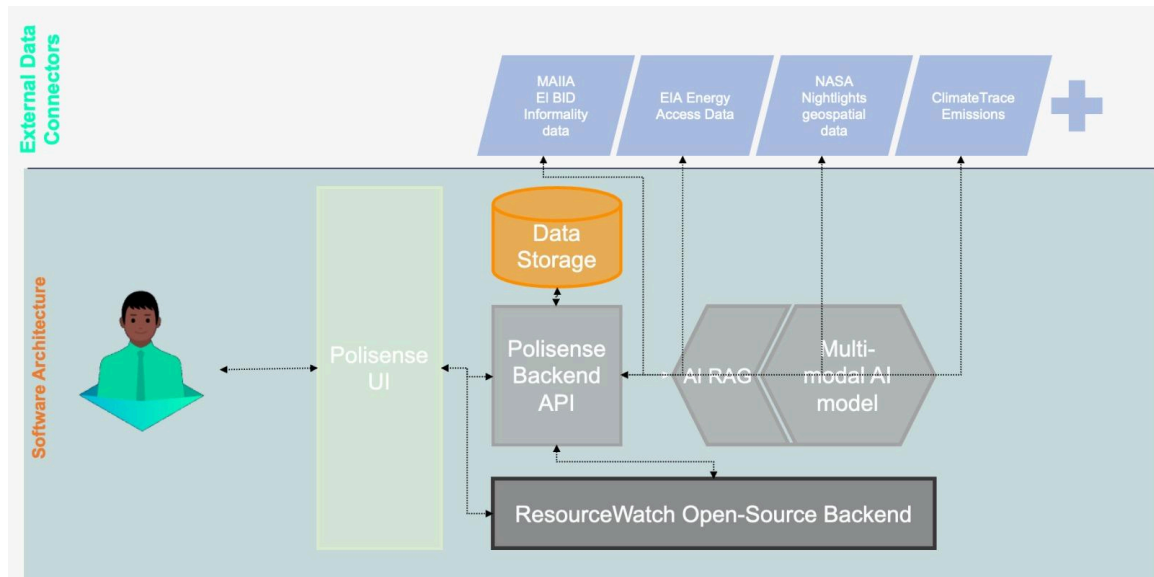 External Data
Connectors
MAIIA
EI BID
Informality
data
EIA Energy
Access Data
NASA
Nightlights
geospatial
data
ClimateTrace
Emissions
Software Architecture
Data
Storage
Polisense
UI
Polisense
Backend
API
AI RAG
Multi-
modal AI
model
ResourceWatch Open-Source Backend